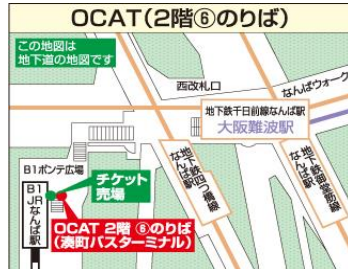 OCAT(2階⑥のりば)
この地図は
地下道の地図です
西改札口
なんばウォーク
地下鉄千日前線なんば駅
大阪難波駅
地下鉄四つ橋線
なんば駅
地下鉄御堂筋線
なんば駅
B1ポンテ広場
チケット
売場
B1
JRなんば駅
OCAT 2階 ⑥のりば
(湊町バスターミナル)